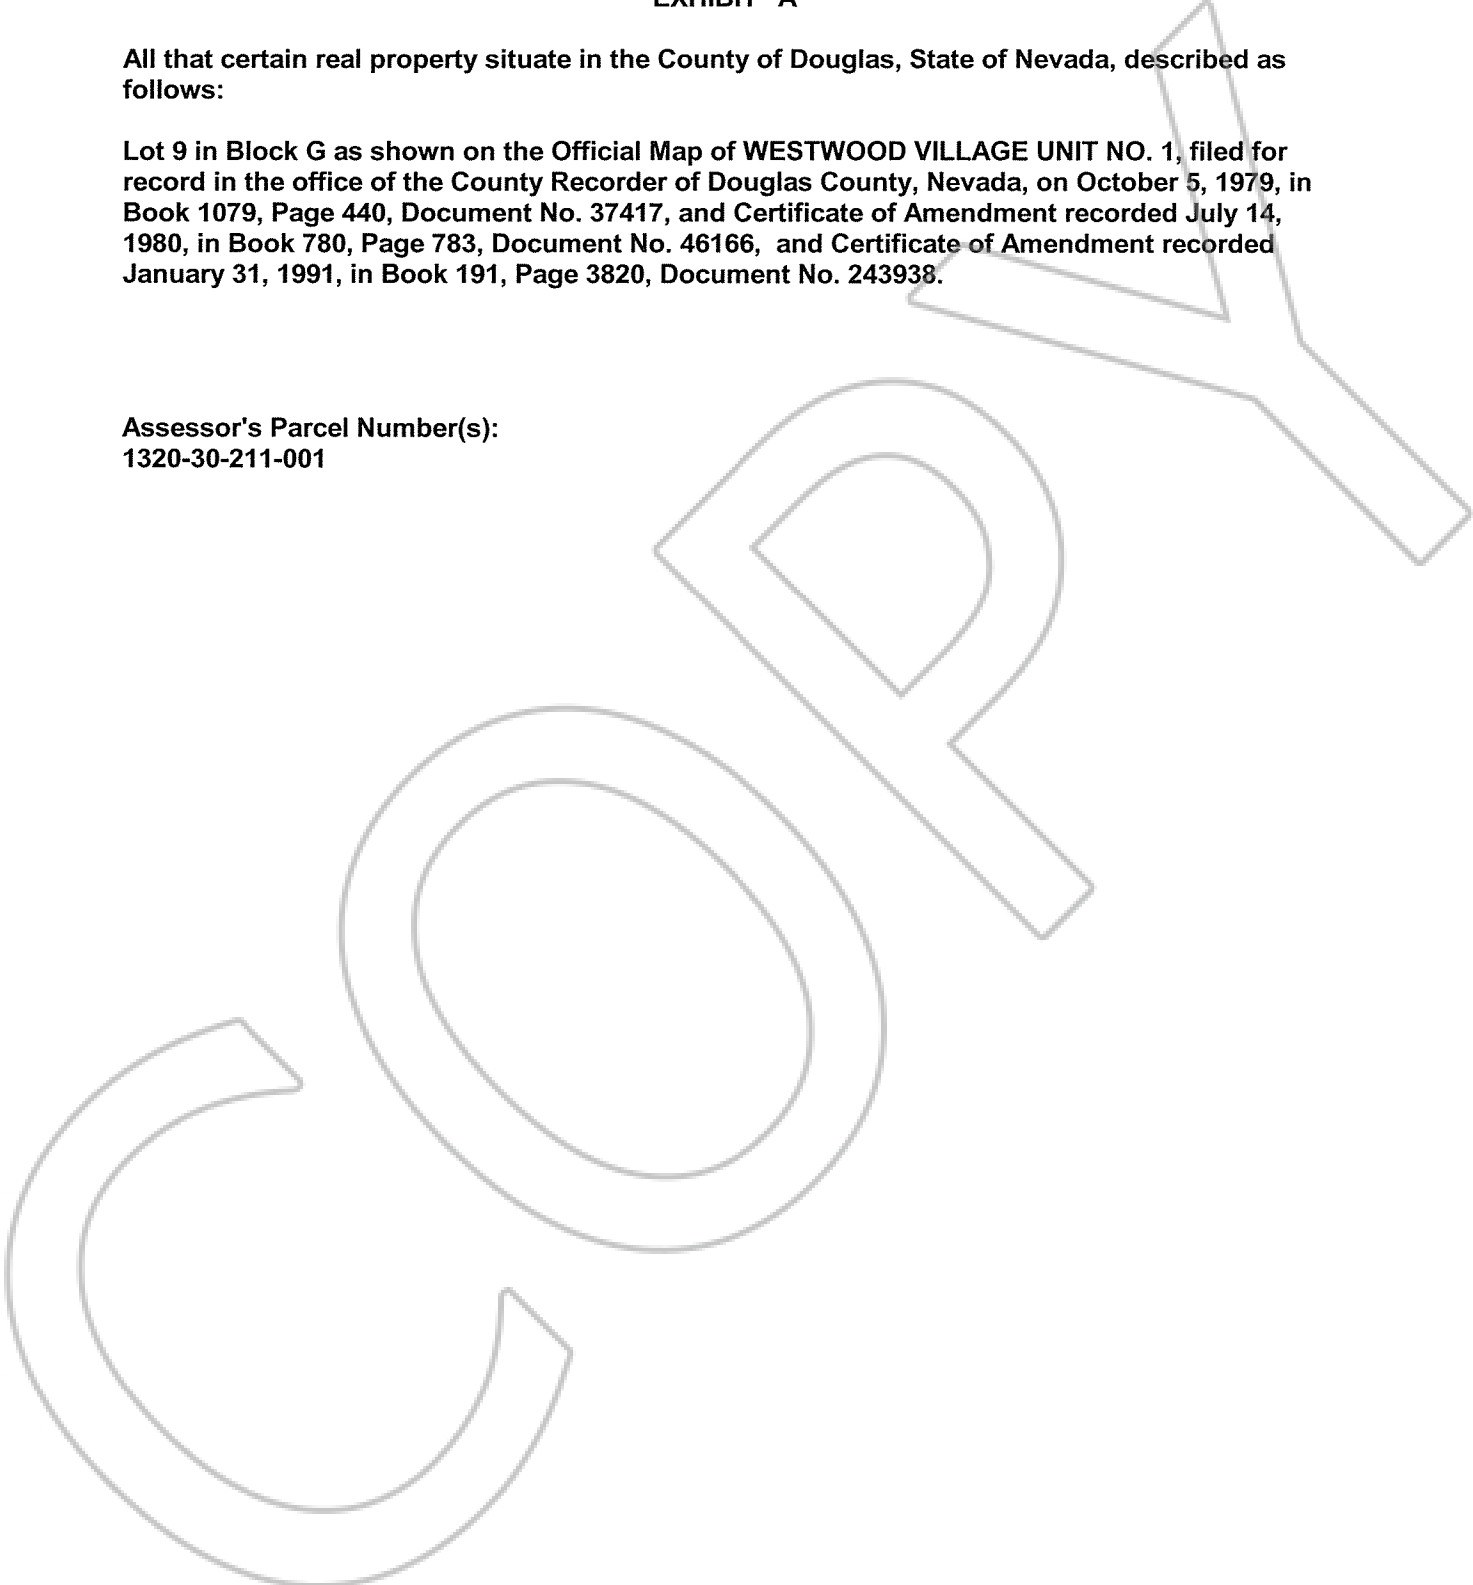 EXHIBIT "A"
All that certain real property situate in the County of Douglas, State of Nevada, described as
follows:
Lot 9 in Block G as shown on the Official Map of WESTWOOD VILLAGE UNIT NO. 1, filed for
record in the office of the County Recorder of Douglas County, Nevada, on October 5, 1979, in
Book 1079, Page 440, Document No. 37417, and Certificate of Amendment recorded July 14,
1980, in Book 780, Page 783, Document No. 46166,  and Certificate of Amendment recorded
January 31, 1991, in Book 191, Page 3820, Document No. 243938.
Assessor's Parcel Number(s):
1320-30-211-001
COPY